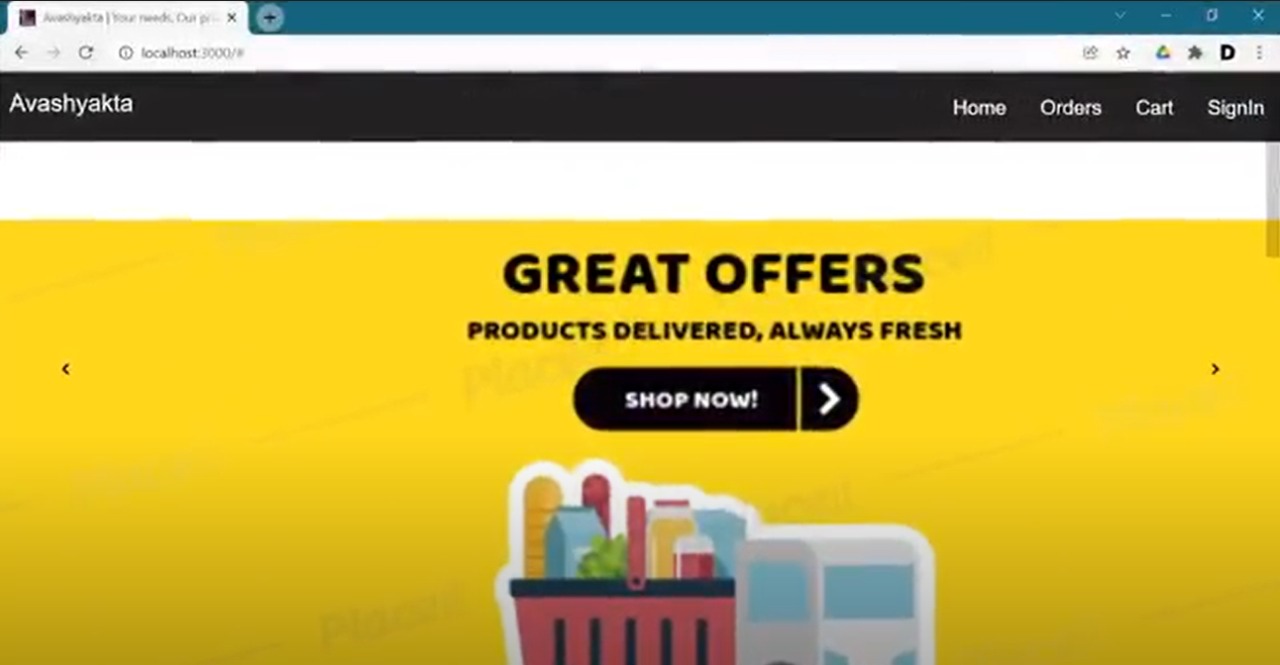 Avashyakta | Your needs, Our pr
localhost:3000/#
Avashyakta
Home Orders Cart SignIn
GREAT OFFERS
PRODUCTS DELIVERED, ALWAYS FRESH
SHOP NOW!
Placeit
Placeit